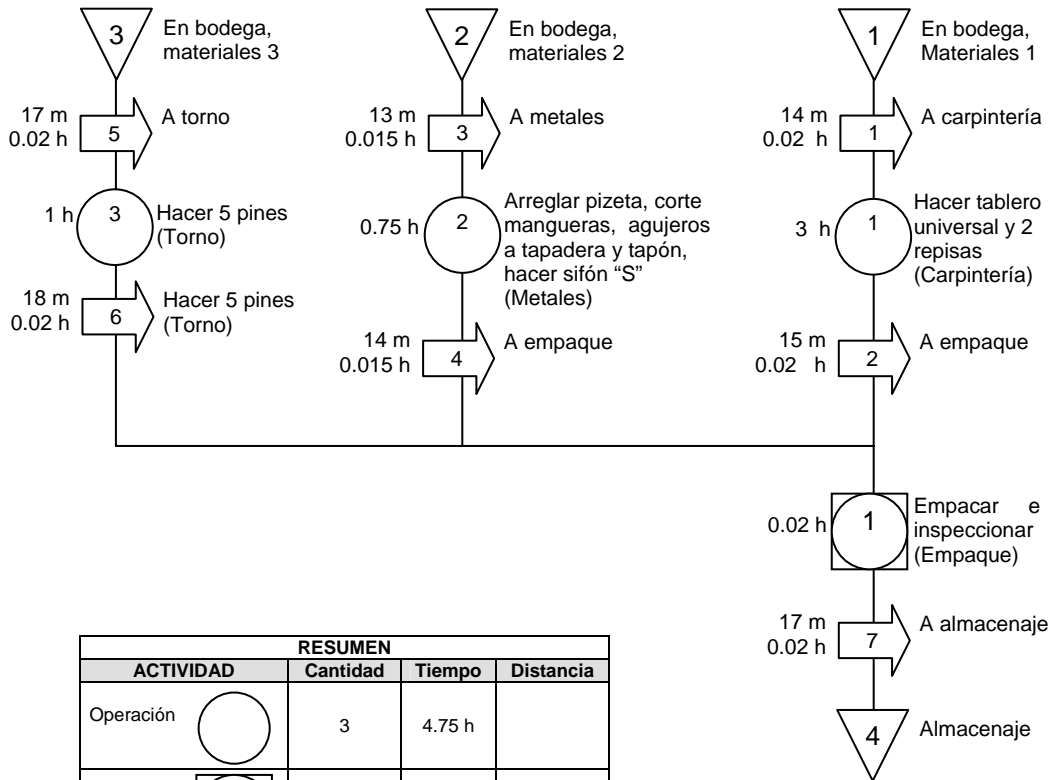 3
En bodega,
materiales 3
17 m
0.02 h
5
A torno
1 h
3
Hacer 5 pines
(Torno)
18 m
0.02 h
6
Hacer 5 pines
(Torno)
2
En bodega,
materiales 2
13 m
0.015 h
3
A metales
0.75 h
2
Arreglar pizeta, corte
mangueras, agujeros
a tapadera y tapón,
hacer sifón “S”
(Metales)
14 m
0.015 h
4
A empaque
1
En bodega,
Materiales 1
14 m
0.02 h
1
A carpintería
3 h
1
Hacer tablero
universal y 2
repisas
(Carpintería)
15 m
0.02 h
2
A empaque
0.02 h
1
Empacar e
inspeccionar
(Empaque)
17 m
0.02 h
7
A almacenaje
4
Almacenaje
RESUMEN
ACTIVIDAD Cantidad Tiempo Distancia
Operación 3 4.75 h